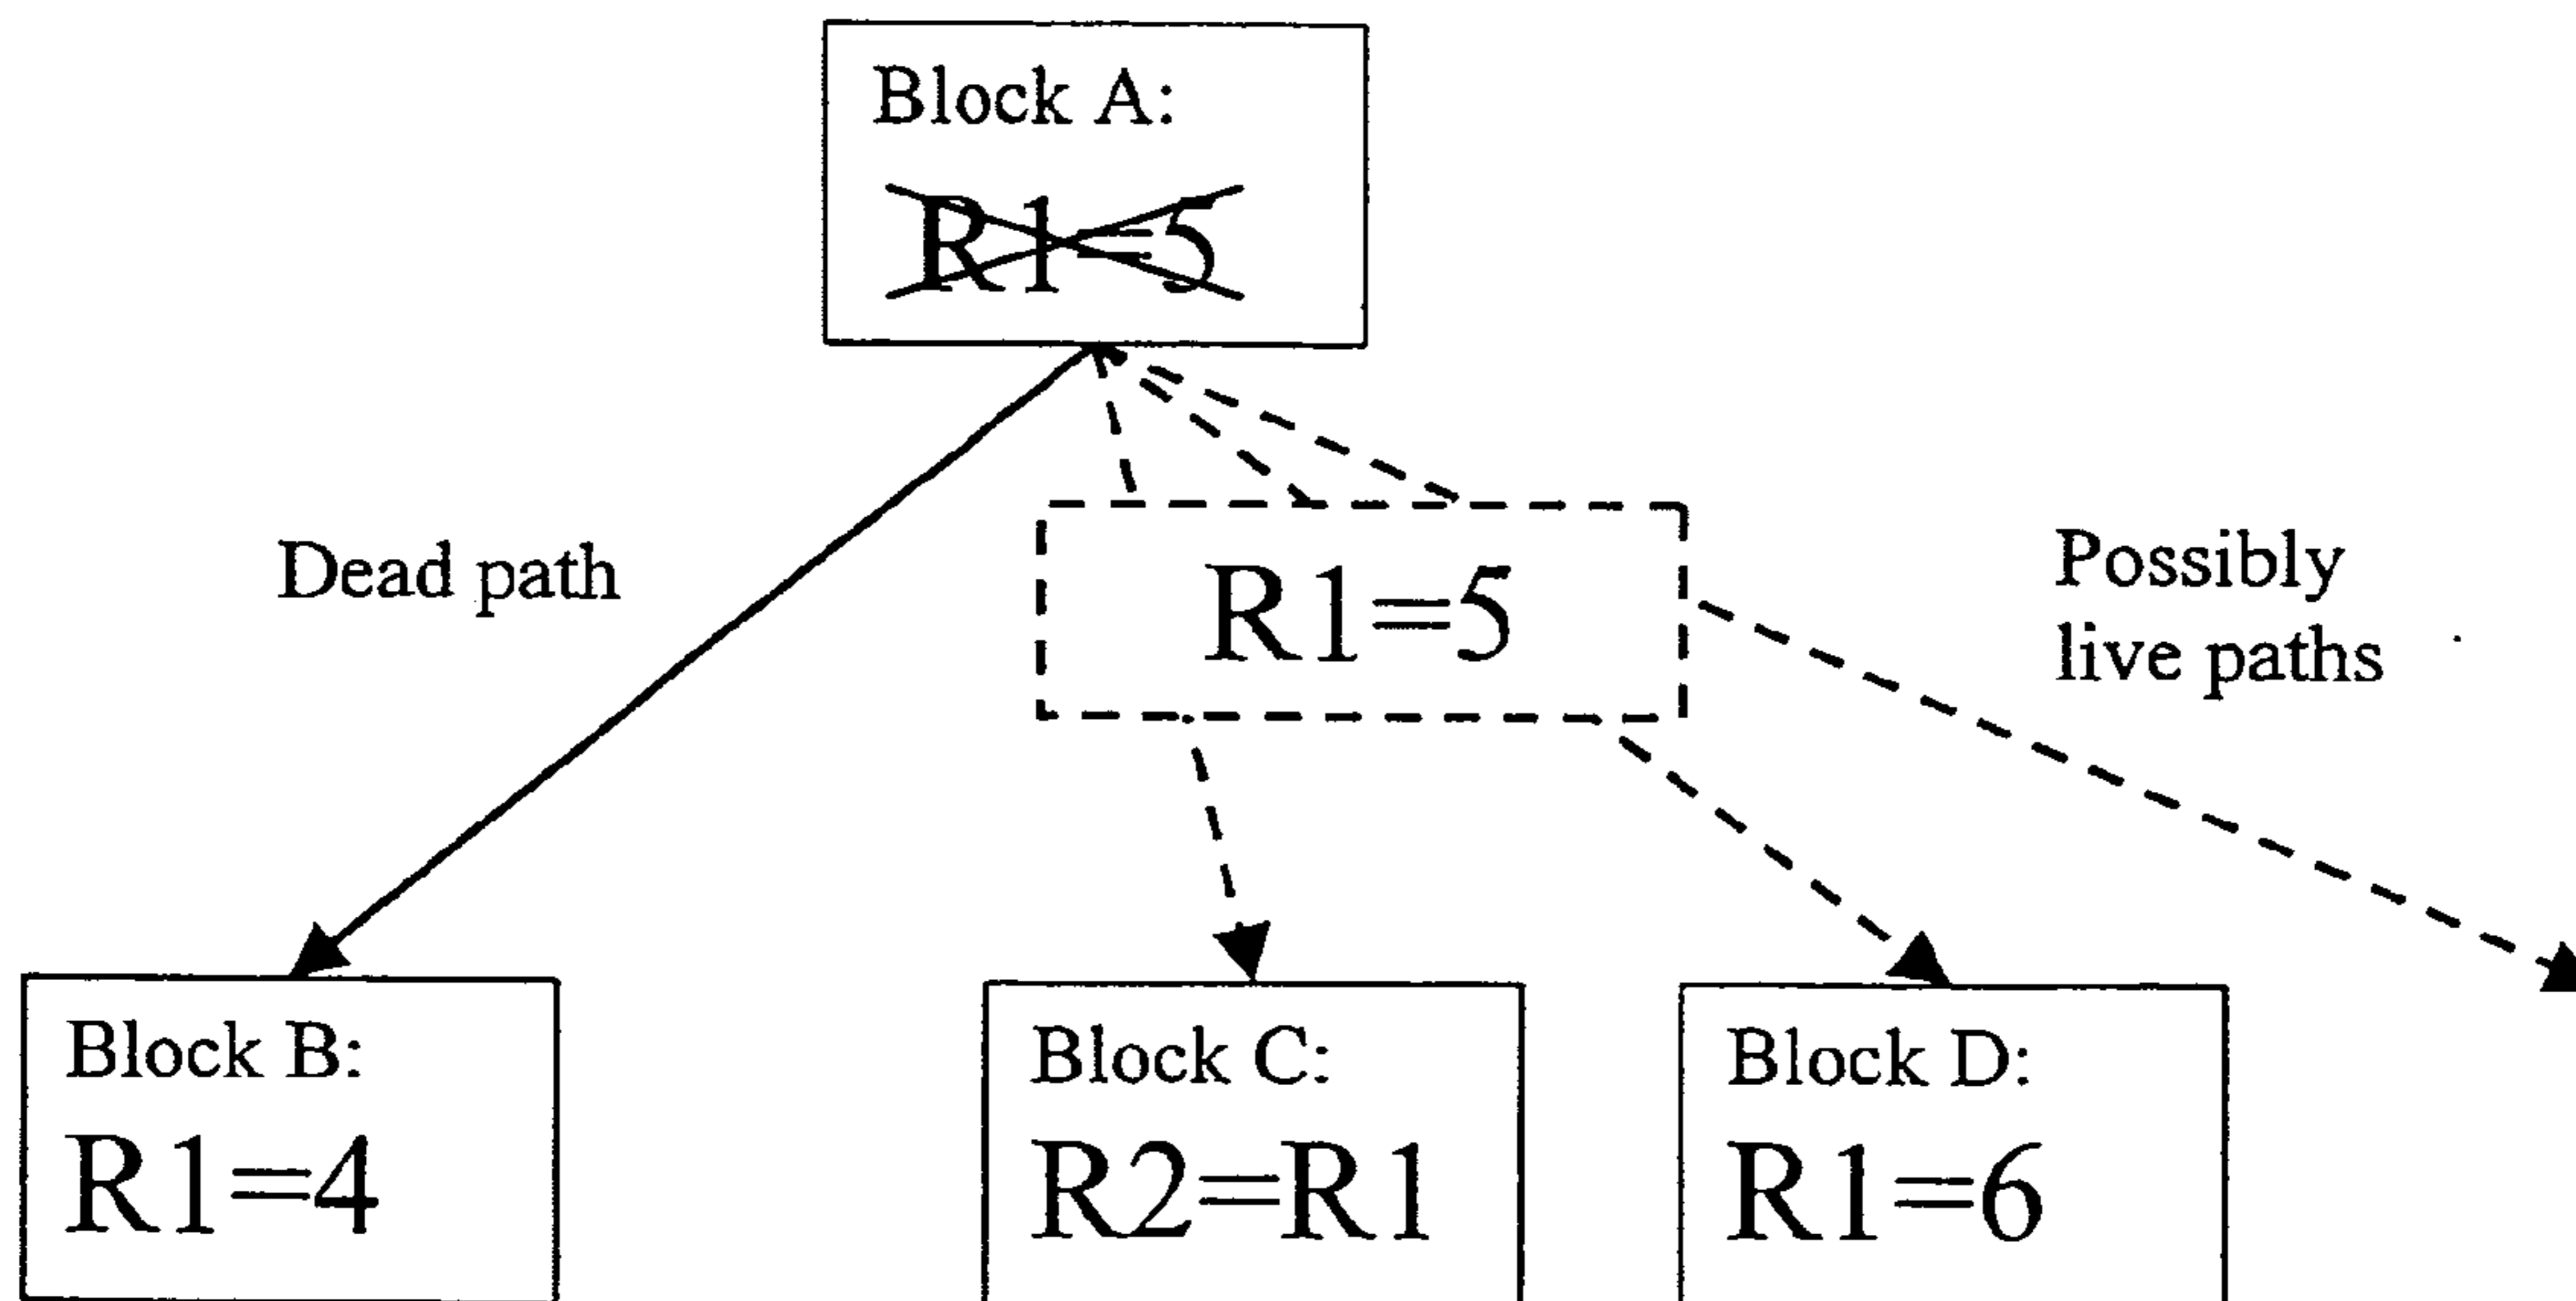 Block A:
R1=5
Dead path
R1=5
Possibly
live paths
Block B:
R1=4
Block C:
R2=R1
Block D:
R1=6